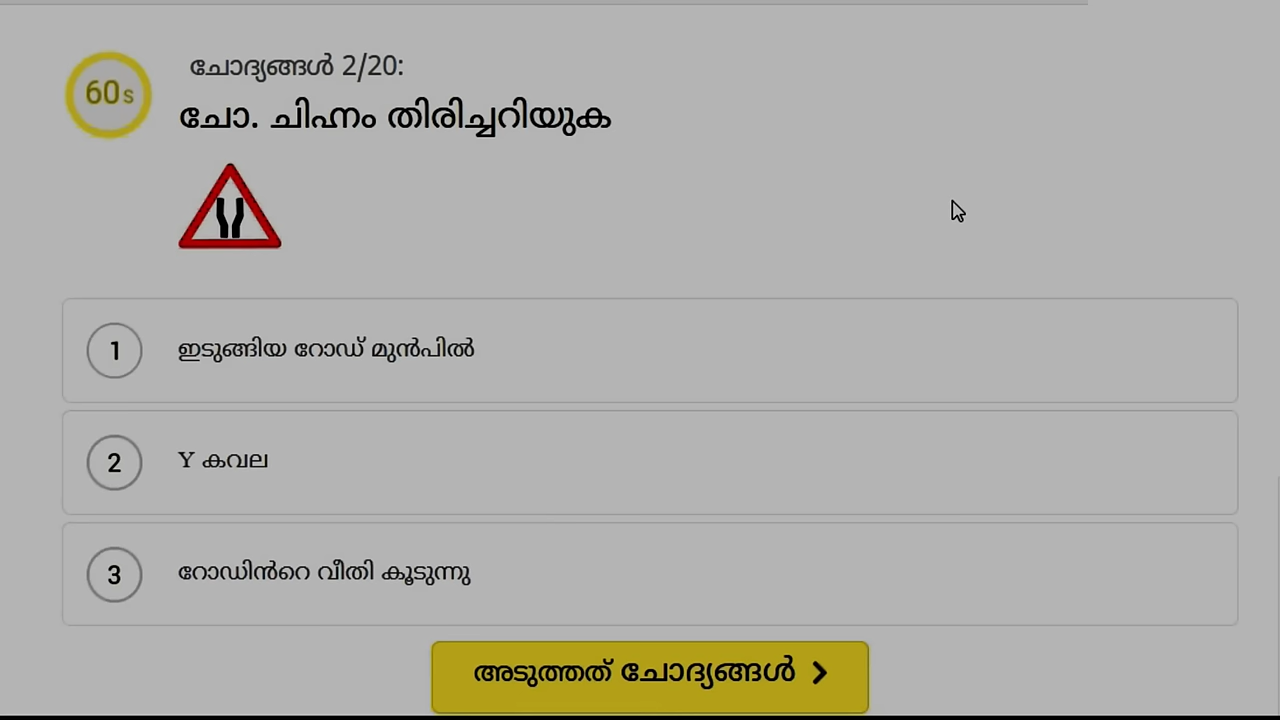 60s
ചോദ്യങ്ങൾ 2/20:
ചോ. ചിഹ്നം തിരിച്ചറിയുക
1
ഇടുങ്ങിയ റോഡ് മുൻപിൽ
2
Y കവല
3
റോഡിൻറെ വീതി കൂടുന്നു
അടുത്തത് ചോദ്യങ്ങൾ